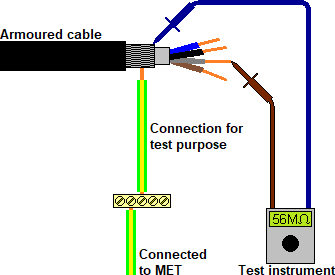 Armoured cable
Connection for
test purpose
56MΩ
Connected
to MET
Test instrument